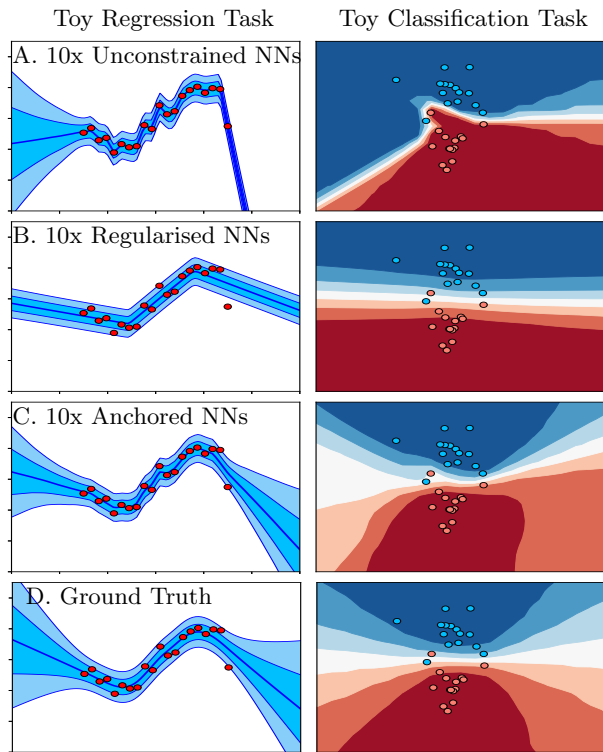 Toy Regression Task
Toy Classification Task
A. 10x Unconstrained NNs
B. 10x Regularised NNs
C. 10x Anchored NNs
D. Ground Truth